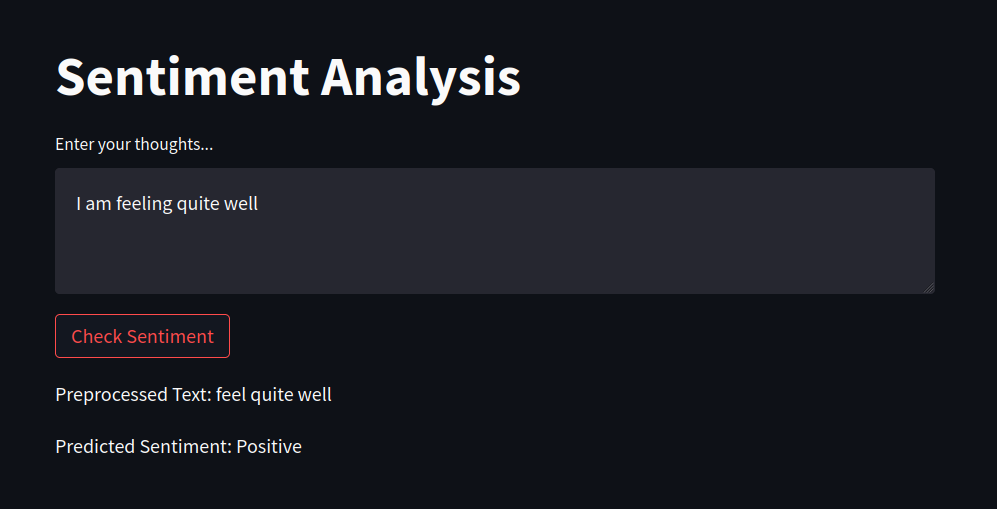 Sentiment Analysis
Enter your thoughts...
I am feeling quite well
Check Sentiment
Preprocessed Text: feel quite well
Predicted Sentiment: Positive